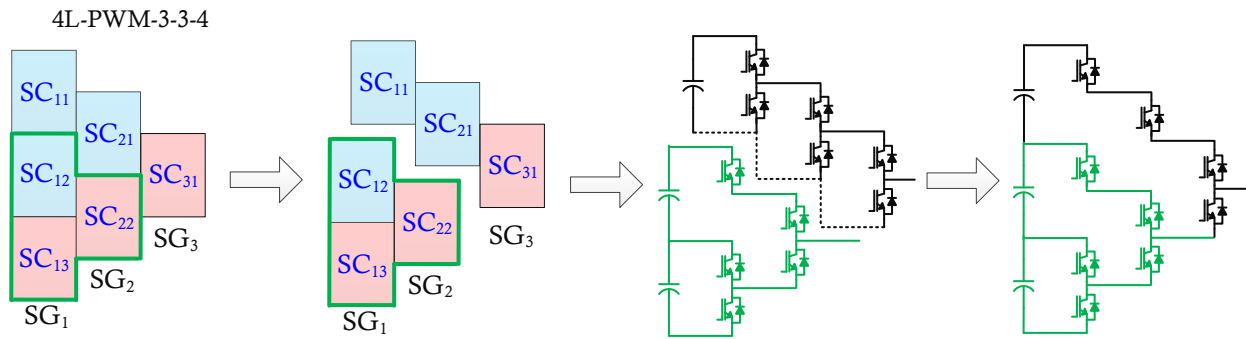 4L-PWM-3-3-4
SC₁₁
SC₂₁
SC₁₂
SC₃₁
SC₂₂
SC₁₃
SG₃
SG₂
SG₁
SC₁₁
SC₂₁
SC₁₂
SC₃₁
SC₂₂
SG₃
SC₁₃
SG₂
SG₁